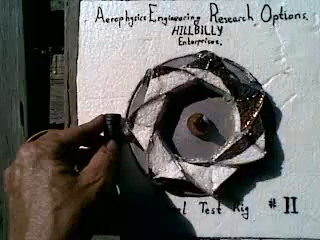 Aerophysics Engineering Research Options.
HILLBILLY
Enterprises.
Test Rig # II